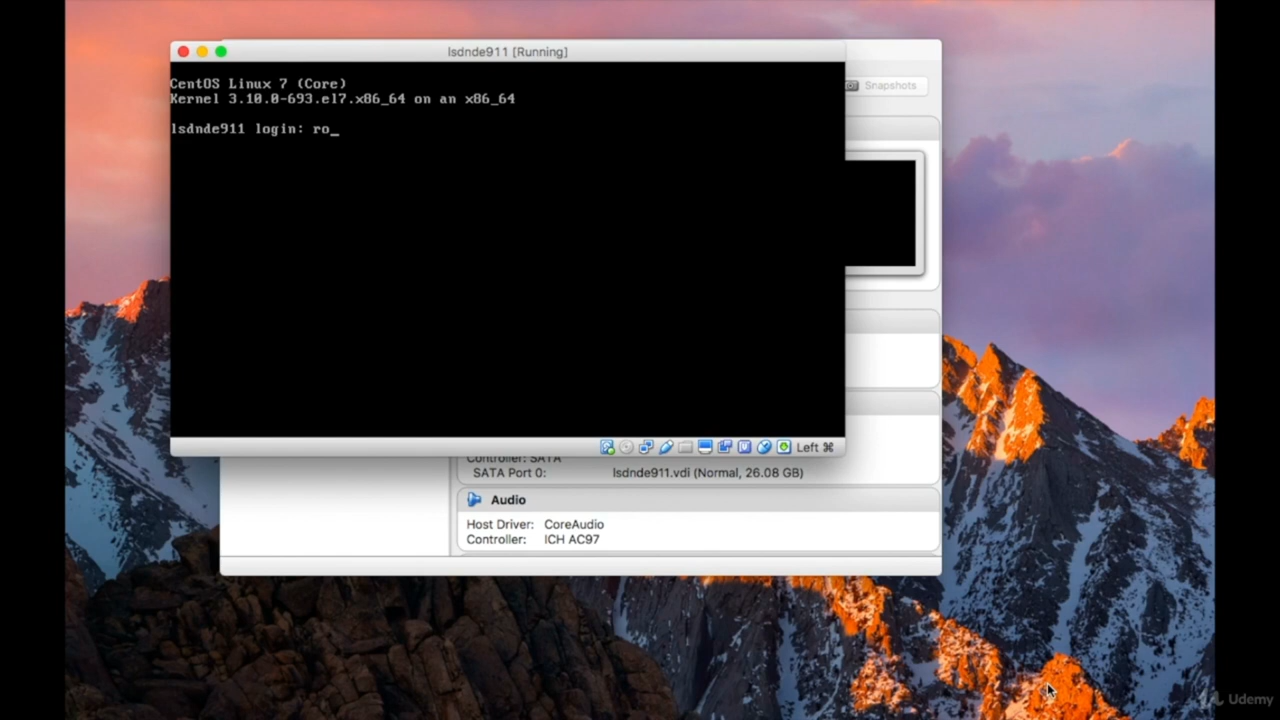 lsdnde911 [Running]
Snapshots
CentOS Linux 7 (Core)
Kernel 3.10.0-693.el7.x86_64 on an x86_64
lsdnde911 login: ro_
Left ⌘
Controller: SATA
SATA Port 0: lsdnde911.vdi (Normal, 26.08 GB)
Audio
Host Driver: CoreAudio
Controller: ICH AC97
Udemy